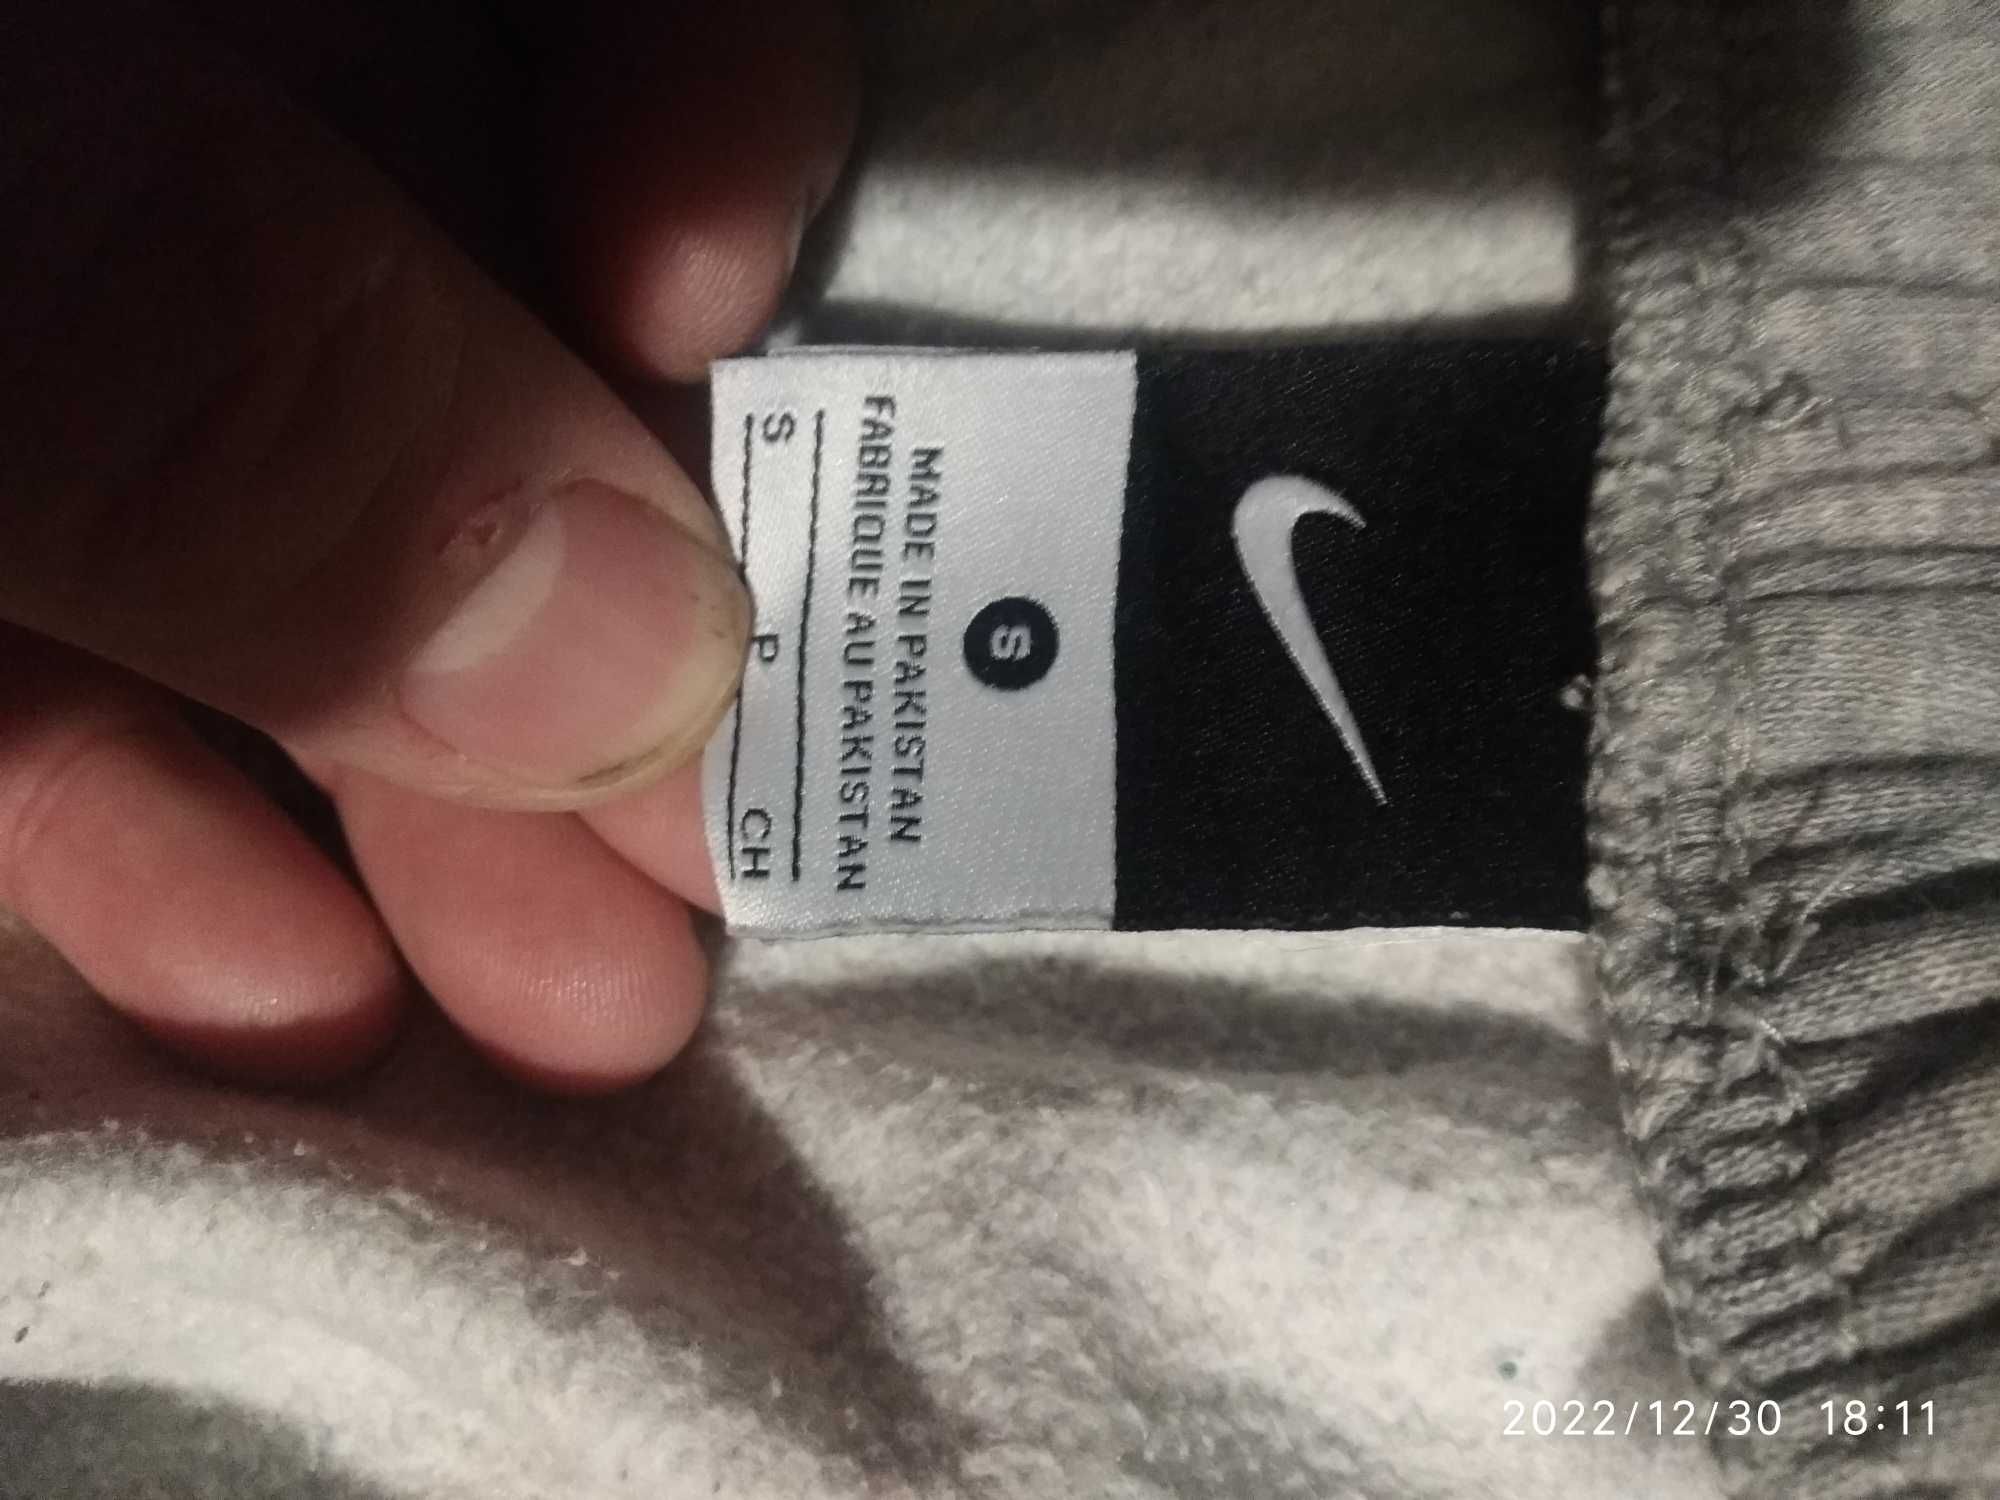 S
MADE IN PAKISTAN
FABRIQUE AU PAKISTAN
S P CH
2022/12/30 18:11